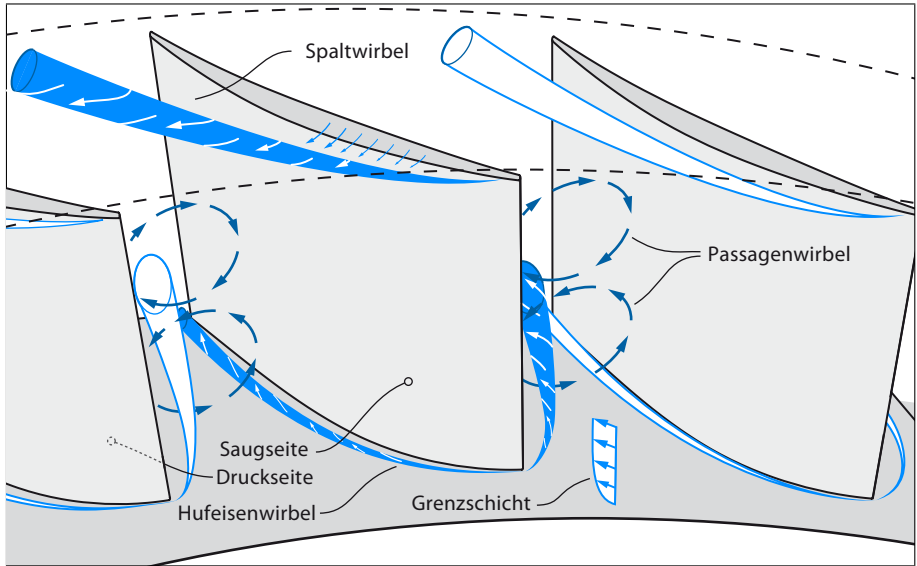 Spaltwirbel
Passagenwirbel
Saugseite
Druckseite
Hufeisenwirbel
Grenzschicht